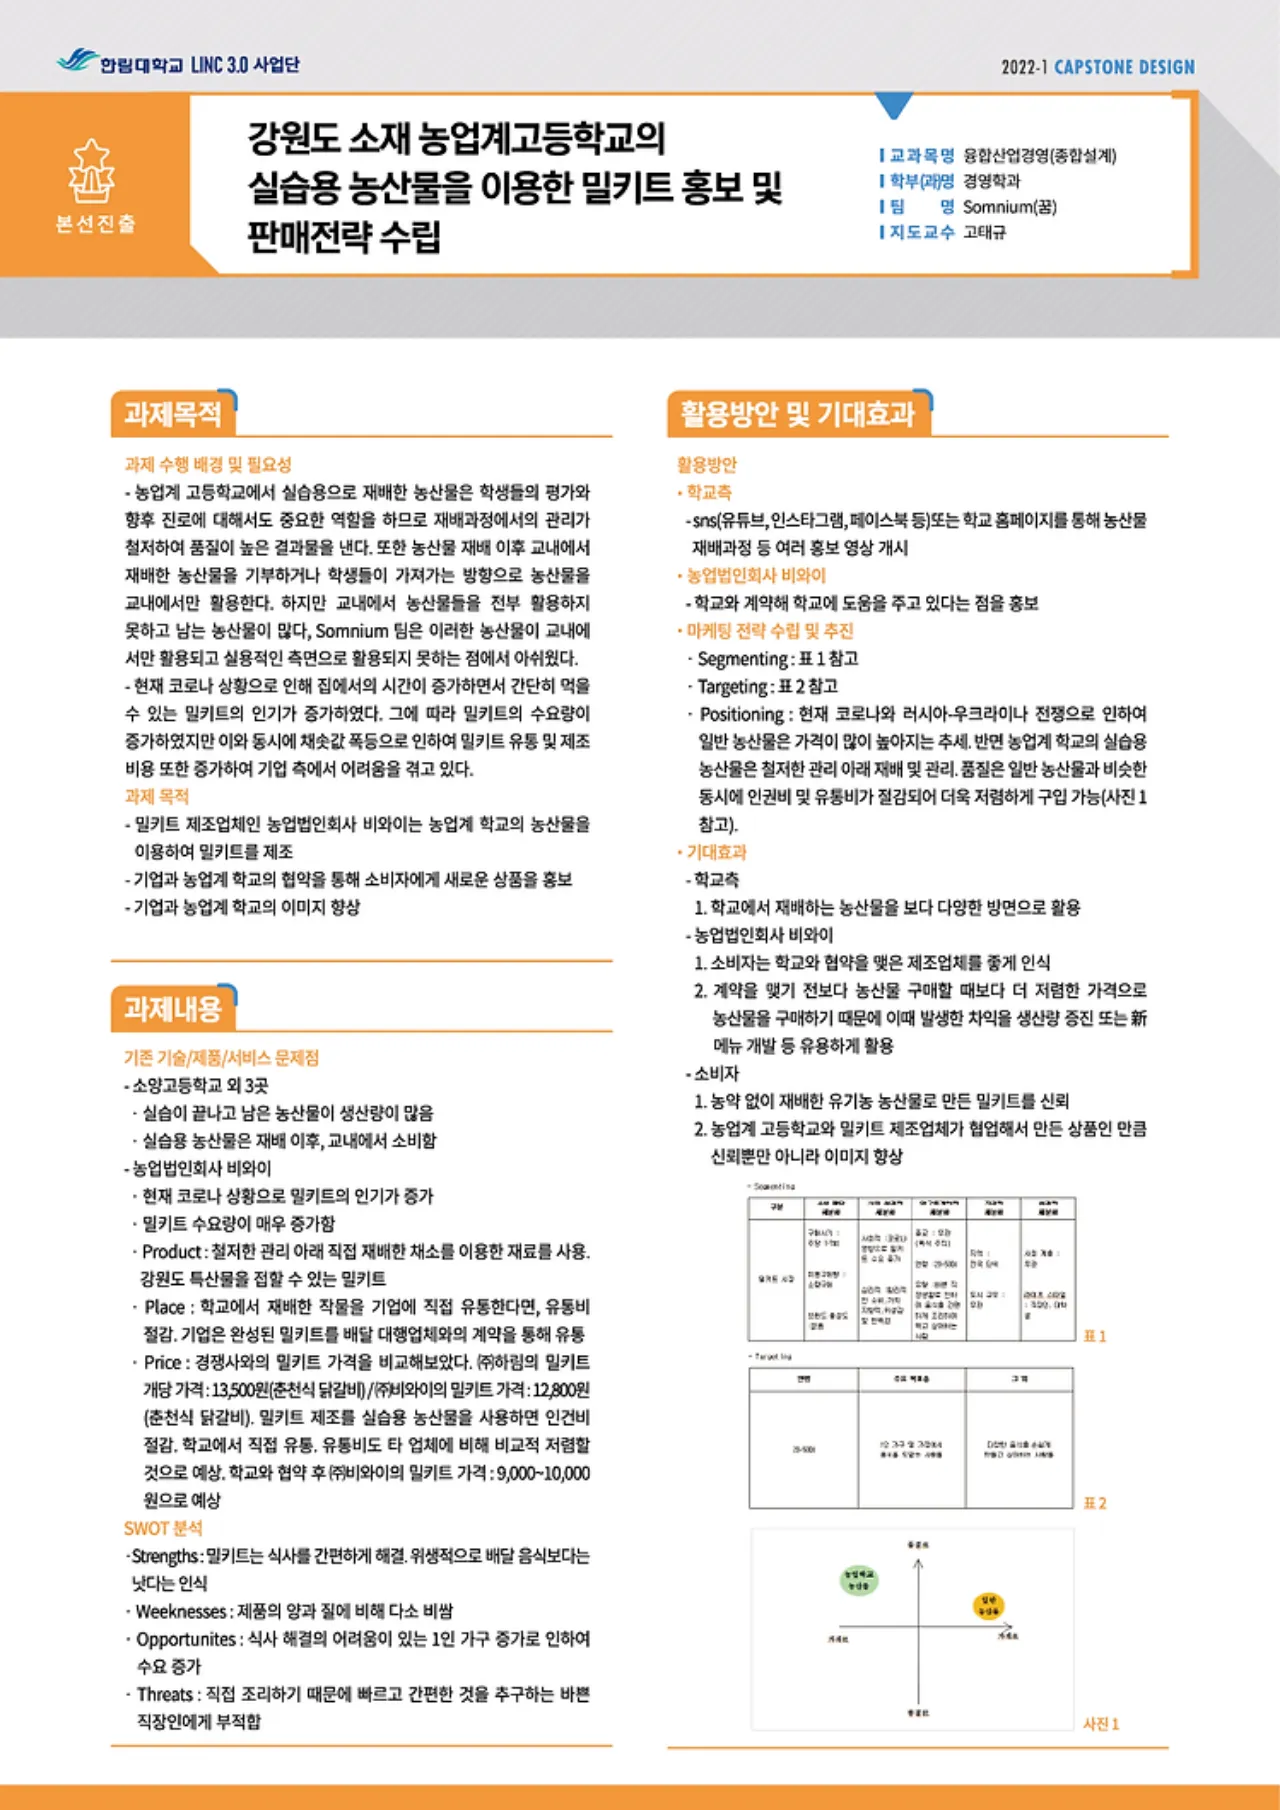 한림대학교 LINC 3.0 사업단
2022-1 CAPSTONE DESIGN
본선진출
강원도 소재 농업계고등학교의
실습용 농산물을 이용한 밀키트 홍보 및
판매전략 수립
교과목명 융합산업경영(종합설계)
학부(과)명 경영학과
팀 명 Somnium(꿈)
지도교수 고태규
과제목적
과제 수행 배경 및 필요성
- 농업계 고등학교에서 실습용으로 재배한 농산물은 학생들의 평가와
향후 진로에 대해서도 중요한 역할을 하므로 재배과정에서의 관리가
철저하여 품질이 높은 결과물을 낸다. 또한 농산물 재배 이후 교내에서
재배한 농산물을 기부하거나 학생들이 가져가는 방향으로 농산물을
교내에서만 활용한다. 하지만 교내에서 농산물들을 전부 활용하지
못하고 남는 농산물이 많다, Somnium 팀은 이러한 농산물이 교내에
서만 활용되고 실용적인 측면으로 활용되지 못하는 점에서 아쉬웠다.
- 현재 코로나 상황으로 인해 집에서의 시간이 증가하면서 간단히 먹을
수 있는 밀키트의 인기가 증가하였다. 그에 따라 밀키트의 수요량이
증가하였지만 이와 동시에 채솟값 폭등으로 인하여 밀키트 유통 및 제조
비용 또한 증가하여 기업 측에서 어려움을 겪고 있다.
과제 목적
- 밀키트 제조업체인 농업법인회사 비와이는 농업계 학교의 농산물을
이용하여 밀키트를 제조
- 기업과 농업계 학교의 협약을 통해 소비자에게 새로운 상품을 홍보
- 기업과 농업계 학교의 이미지 향상
과제내용
기존 기술/제품/서비스 문제점
- 소양고등학교 외 3곳
· 실습이 끝나고 남은 농산물이 생산량이 많음
· 실습용 농산물은 재배 이후, 교내에서 소비함
- 농업법인회사 비와이
· 현재 코로나 상황으로 밀키트의 인기가 증가
· 밀키트 수요량이 매우 증가함
· Product : 철저한 관리 아래 직접 재배한 채소를 이용한 재료를 사용.
강원도 특산물을 접할 수 있는 밀키트
· Place : 학교에서 재배한 작물을 기업에 직접 유통한다면, 유통비
절감. 기업은 완성된 밀키트를 배달 대행업체와의 계약을 통해 유통
· Price : 경쟁사와의 밀키트 가격을 비교해보았다. ㈜하림의 밀키트
개당 가격 : 13,500원(춘천식 닭갈비) / ㈜비와이의 밀키트 가격 : 12,800원
(춘천식 닭갈비). 밀키트 제조를 실습용 농산물을 사용하면 인건비
절감. 학교에서 직접 유통. 유통비도 타 업체에 비해 비교적 저렴할
것으로 예상. 학교와 협약 후 ㈜비와이의 밀키트 가격 : 9,000~10,000
원으로 예상
SWOT 분석
· Strengths : 밀키트는 식사를 간편하게 해결. 위생적으로 배달 음식보다는
낫다는 인식
· Weeknesses : 제품의 양과 질에 비해 다소 비쌈
· Opportunites : 식사 해결의 어려움이 있는 1인 가구 증가로 인하여
수요 증가
· Threats : 직접 조리하기 때문에 빠르고 간편한 것을 추구하는 바쁜
직장인에게 부적합
활용방안 및 기대효과
활용방안
• 학교측
- sns(유튜브, 인스타그램, 페이스북 등)또는 학교 홈페이지를 통해 농산물
재배과정 등 여러 홍보 영상 개시
• 농업법인회사 비와이
- 학교와 계약해 학교에 도움을 주고 있다는 점을 홍보
• 마케팅 전략 수립 및 추진
· Segmenting : 표 1 참고
· Targeting : 표 2 참고
· Positioning : 현재 코로나와 러시아-우크라이나 전쟁으로 인하여
일반 농산물은 가격이 많이 높아지는 추세. 반면 농업계 학교의 실습용
농산물은 철저한 관리 아래 재배 및 관리. 품질은 일반 농산물과 비슷한
동시에 인권비 및 유통비가 절감되어 더욱 저렴하게 구입 가능(사진 1
참고).
• 기대효과
- 학교측
1. 학교에서 재배하는 농산물을 보다 다양한 방면으로 활용
- 농업법인회사 비와이
1. 소비자는 학교와 협약을 맺은 제조업체를 좋게 인식
2. 계약을 맺기 전보다 농산물 구매할 때보다 더 저렴한 가격으로
농산물을 구매하기 때문에 이때 발생한 차익을 생산량 증진 또는 新
메뉴 개발 등 유용하게 활용
- 소비자
1. 농약 없이 재배한 유기농 농산물로 만든 밀키트를 신뢰
2. 농업계 고등학교와 밀키트 제조업체가 협업해서 만든 상품인 만큼
신뢰뿐만 아니라 이미지 향상
- Segmenting
구분
밀키트 시장
표 1
- Targeting
연령
20-50대
표 2
농업학교
농산물
일반
농산물
사진 1